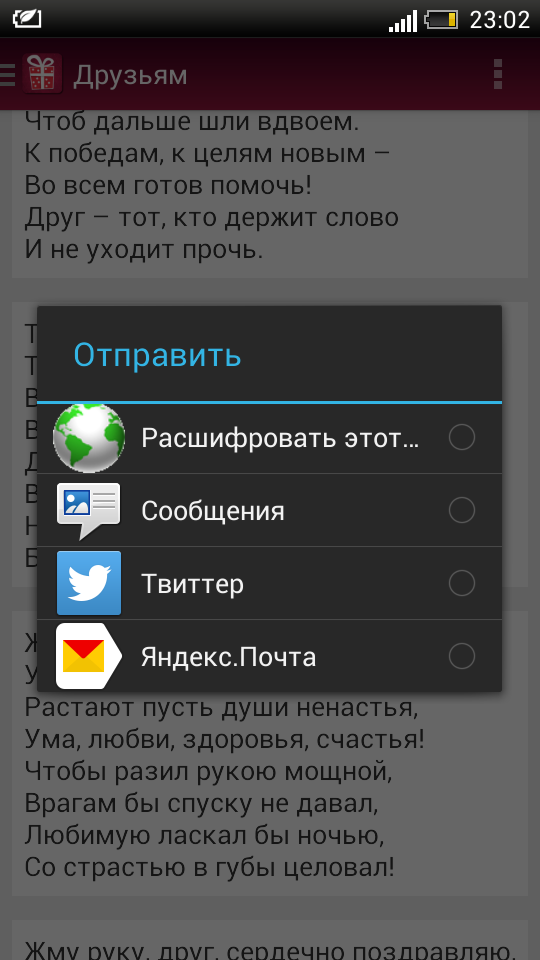 23:02
Друзьям
Чтоб дальше шли вдвоем.
К победам, к целям новым –
Во всем готов помочь!
Друг – тот, кто держит слово
И не уходит прочь.
Отправить
Расшифровать этот...
Сообщения
Твиттер
Яндекс.Почта
Растают пусть души ненастья,
Ума, любви, здоровья, счастья!
Чтобы разил рукою мощной,
Врагам бы спуску не давал,
Любимую ласкал бы ночью,
Со страстью в губы целовал!
Жму руку, друг, сердечно поздравляю,